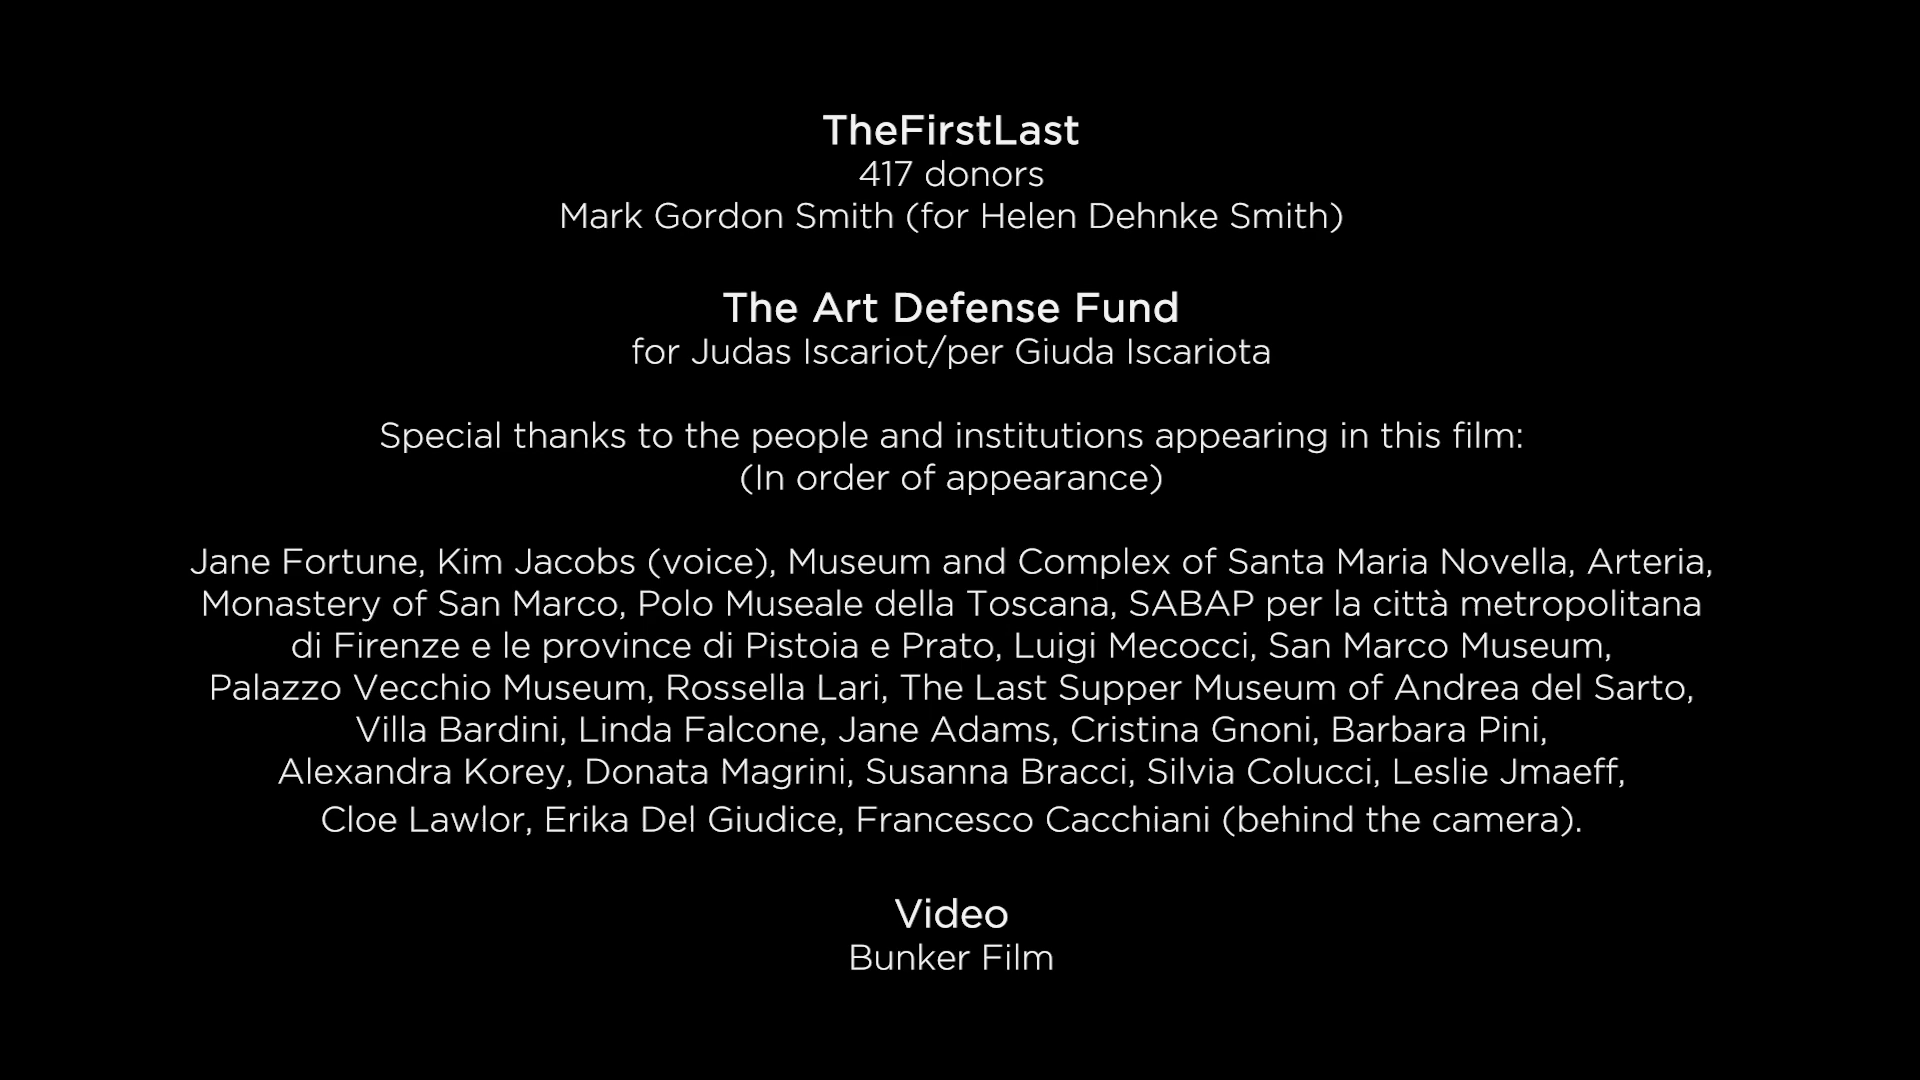 TheFirstLast
417 donors
Mark Gordon Smith (for Helen Dehnke Smith)
The Art Defense Fund
for Judas Iscariot/per Giuda Iscariota
Special thanks to the people and institutions appearing in this film:
(In order of appearance)
Jane Fortune, Kim Jacobs (voice), Museum and Complex of Santa Maria Novella, Arteria,
Monastery of San Marco, Polo Museale della Toscana, SABAP per la città metropolitana
di Firenze e le province di Pistoia e Prato, Luigi Mecocci, San Marco Museum,
Palazzo Vecchio Museum, Rossella Lari, The Last Supper Museum of Andrea del Sarto,
Villa Bardini, Linda Falcone, Jane Adams, Cristina Gnoni, Barbara Pini,
Alexandra Korey, Donata Magrini, Susanna Bracci, Silvia Colucci, Leslie Jmaeff,
Cloe Lawlor, Erika Del Giudice, Francesco Cacchiani (behind the camera).
Video
Bunker Film